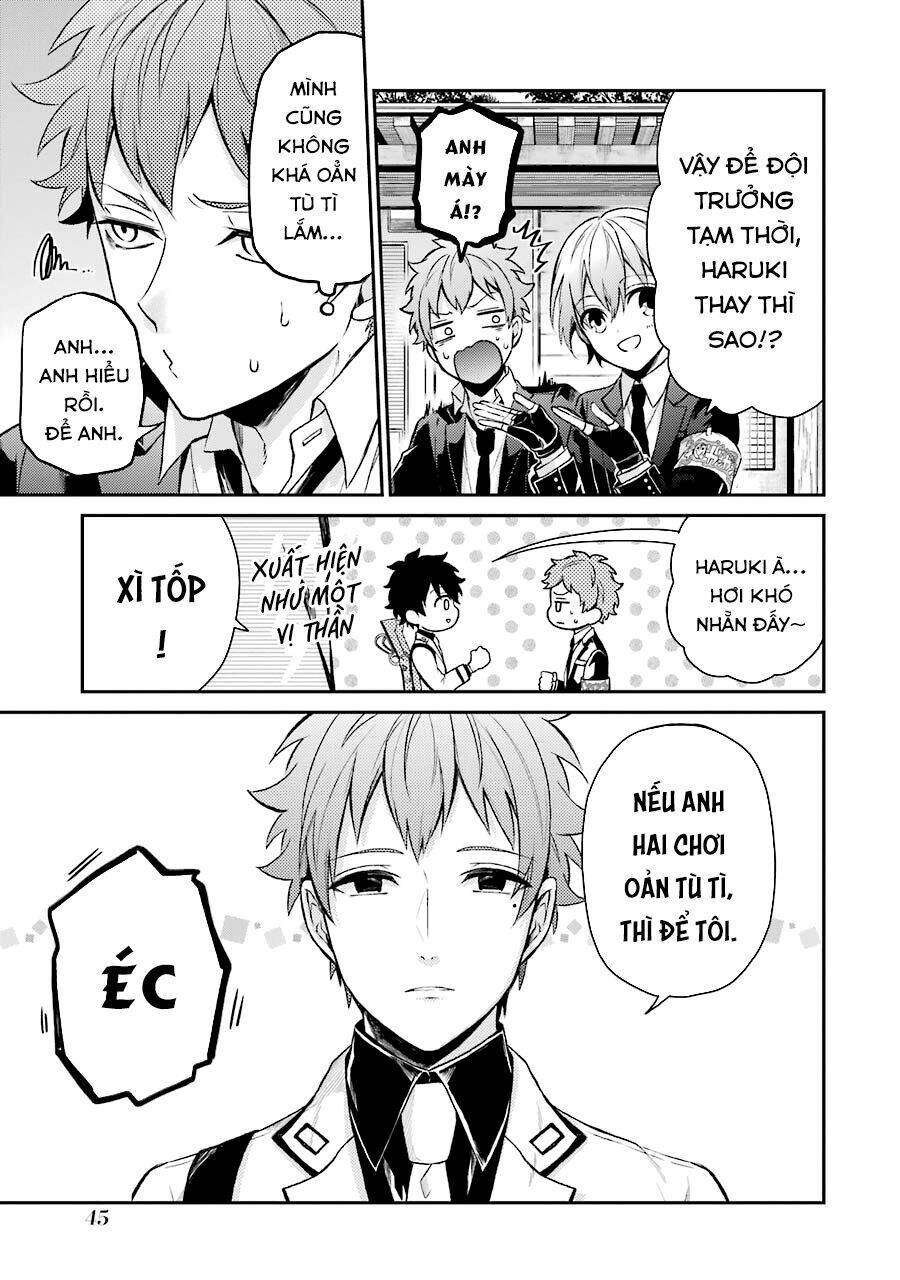 VẬY ĐỂ ĐỘI
TRƯỞNG
TẠM THỜI,
HARUKI
THAY THÌ
SAO!?
ANH
MÀY
Á!?
MÌNH
CŨNG
KHÔNG
KHÁ OẲN
TÙ TÌ
LẮM...
ANH...
ANH HIỂU
RỒI.
ĐỂ ANH.
HARUKI À...
HƠI KHÓ
NHẰN ĐẤY~
XUẤT HIỆN
NHƯ MỘT
VỊ THẦN
XÌ TỐP
!
NẾU ANH
HAI CHƠI
OẢN TÙ TÌ,
THÌ ĐỂ TÔI.
ÉC
45